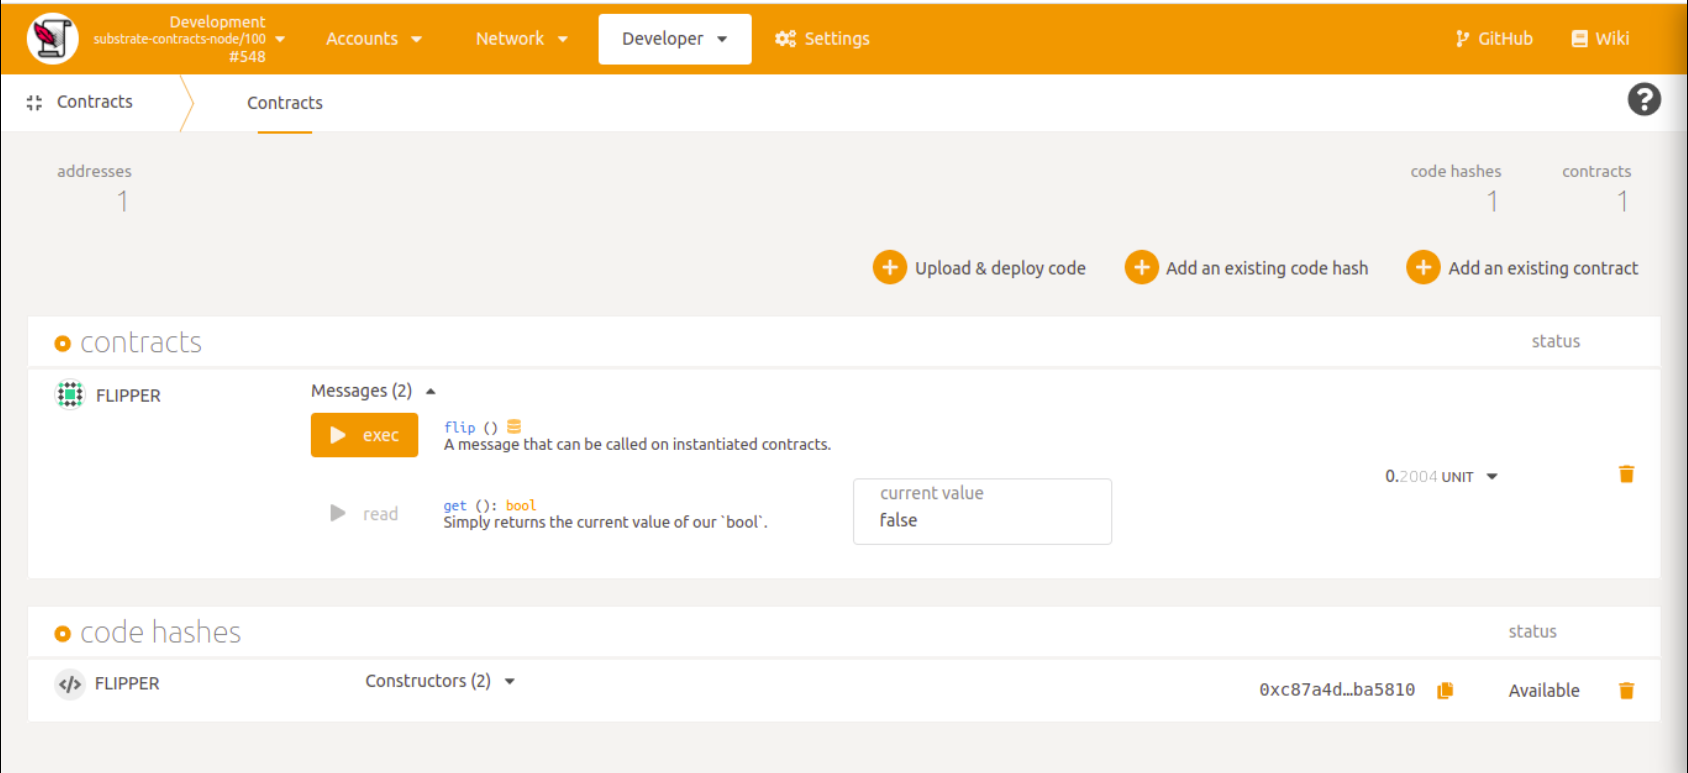 Development
substrate-contracts-node/100
#548
Accounts
Network
Developer
Settings
GitHub
Wiki
Contracts
Contracts
addresses
1
code hashes
1
contracts
1
Upload & deploy code
Add an existing code hash
Add an existing contract
contracts
status
FLIPPER
Messages (2)
exec
flip ()
A message that can be called on instantiated contracts.
0.2004 UNIT
read
get (): bool
Simply returns the current value of our `bool`.
current value
false
code hashes
status
FLIPPER
Constructors (2)
0xc87a4d…ba5810
Available